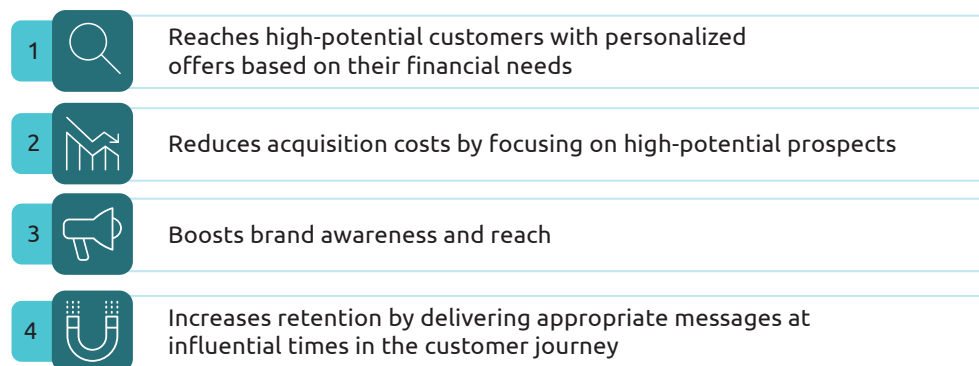 1
Reaches high-potential customers with personalized
offers based on their financial needs
2
Reduces acquisition costs by focusing on high-potential prospects
3
Boosts brand awareness and reach
4
Increases retention by delivering appropriate messages at
influential times in the customer journey